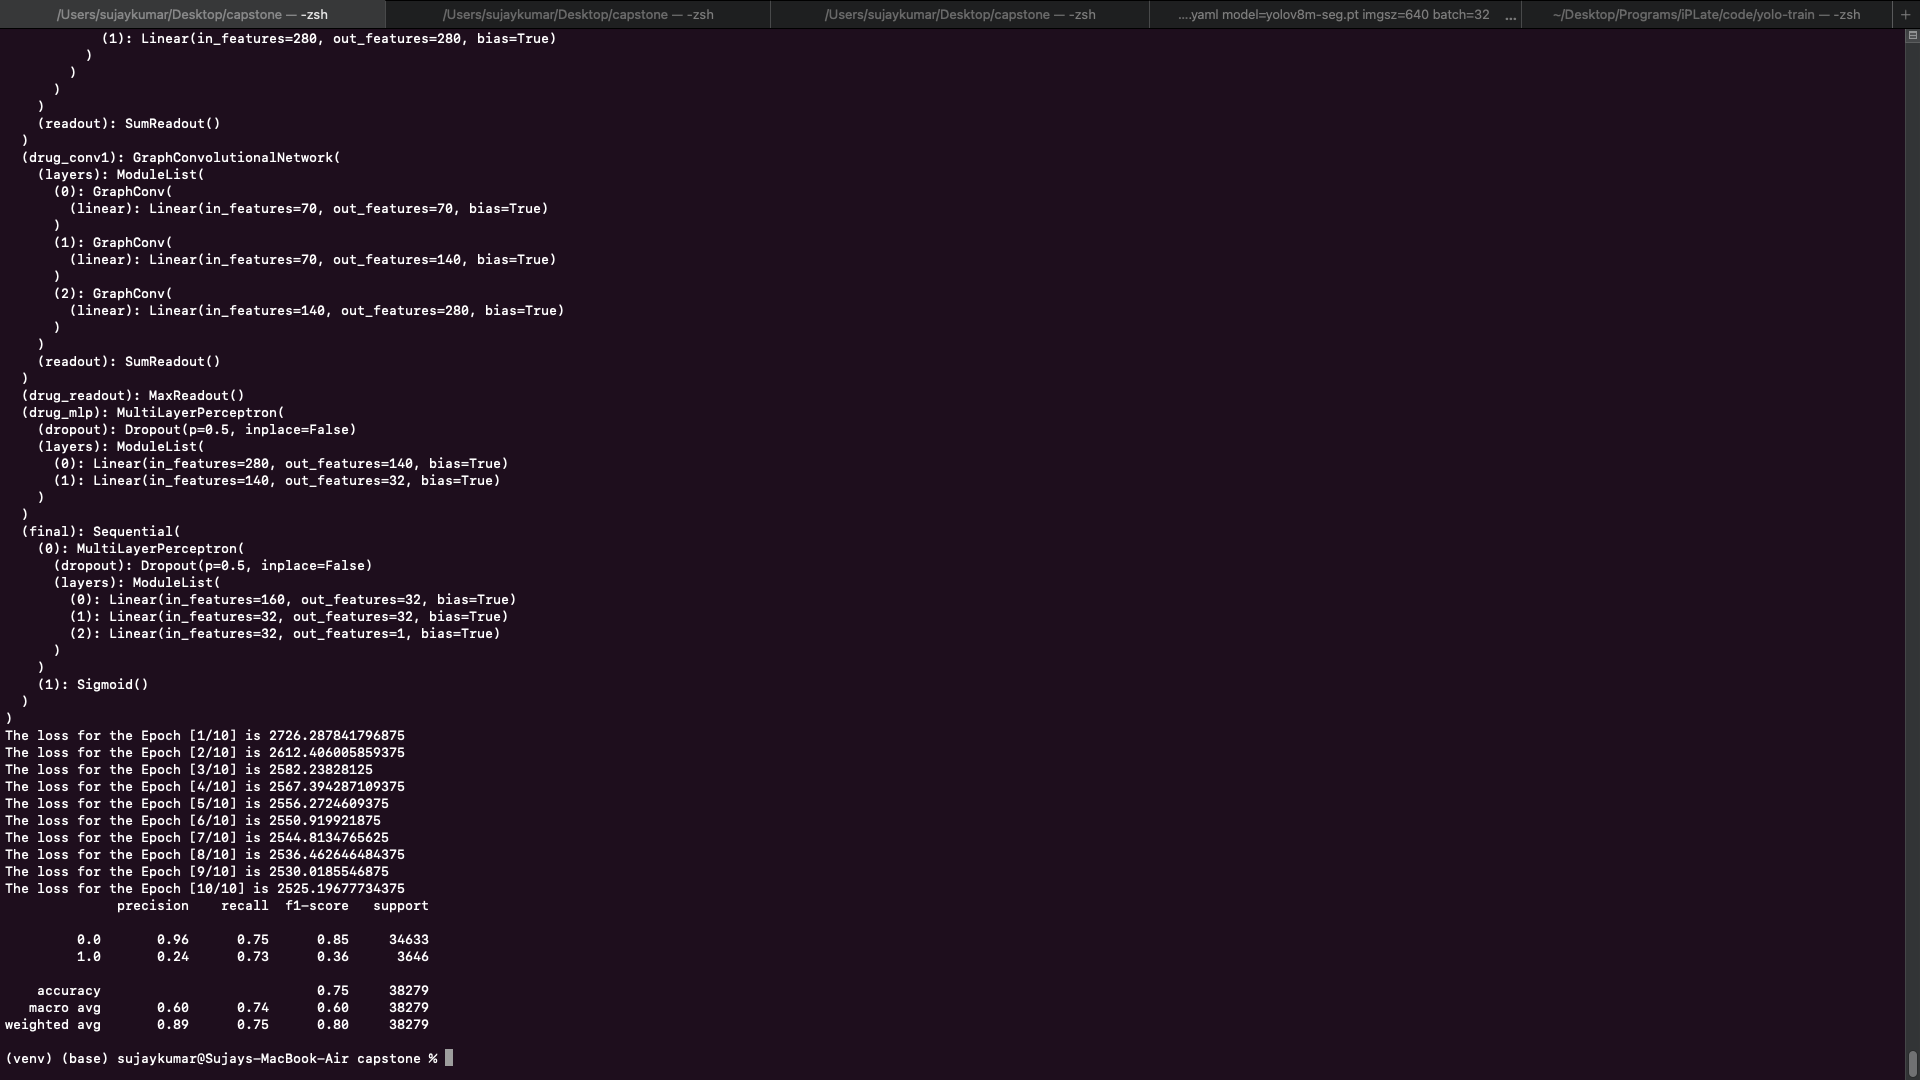 /Users/sujaykumar/Desktop/capstone — -zsh
/Users/sujaykumar/Desktop/capstone — -zsh
/Users/sujaykumar/Desktop/capstone — -zsh
....yaml model=yolov8m-seg.pt imgsz=640 batch=32 ...
~/Desktop/Programs/iPLate/code/yolo-train — -zsh
+
(1): Linear(in_features=280, out_features=280, bias=True)
)
)
)
)
(readout): SumReadout()
)
(drug_conv1): GraphConvolutionalNetwork(
(layers): ModuleList(
(0): GraphConv(
(linear): Linear(in_features=70, out_features=70, bias=True)
)
(1): GraphConv(
(linear): Linear(in_features=70, out_features=140, bias=True)
)
(2): GraphConv(
(linear): Linear(in_features=140, out_features=280, bias=True)
)
)
(readout): SumReadout()
)
(drug_readout): MaxReadout()
(drug_mlp): MultiLayerPerceptron(
(dropout): Dropout(p=0.5, inplace=False)
(layers): ModuleList(
(0): Linear(in_features=280, out_features=140, bias=True)
(1): Linear(in_features=140, out_features=32, bias=True)
)
)
(final): Sequential(
(0): MultiLayerPerceptron(
(dropout): Dropout(p=0.5, inplace=False)
(layers): ModuleList(
(0): Linear(in_features=160, out_features=32, bias=True)
(1): Linear(in_features=32, out_features=32, bias=True)
(2): Linear(in_features=32, out_features=1, bias=True)
)
)
(1): Sigmoid()
)
)
The loss for the Epoch [1/10] is 2726.287841796875
The loss for the Epoch [2/10] is 2612.406005859375
The loss for the Epoch [3/10] is 2582.23828125
The loss for the Epoch [4/10] is 2567.394287109375
The loss for the Epoch [5/10] is 2556.2724609375
The loss for the Epoch [6/10] is 2550.919921875
The loss for the Epoch [7/10] is 2544.8134765625
The loss for the Epoch [8/10] is 2536.462646484375
The loss for the Epoch [9/10] is 2530.0185546875
The loss for the Epoch [10/10] is 2525.19677734375
precision recall f1-score support
0.0 0.96 0.75 0.85 34633
1.0 0.24 0.73 0.36 3646
accuracy 0.75 38279
macro avg 0.60 0.74 0.60 38279
weighted avg 0.89 0.75 0.80 38279
(venv) (base) sujaykumar@Sujays-MacBook-Air capstone %